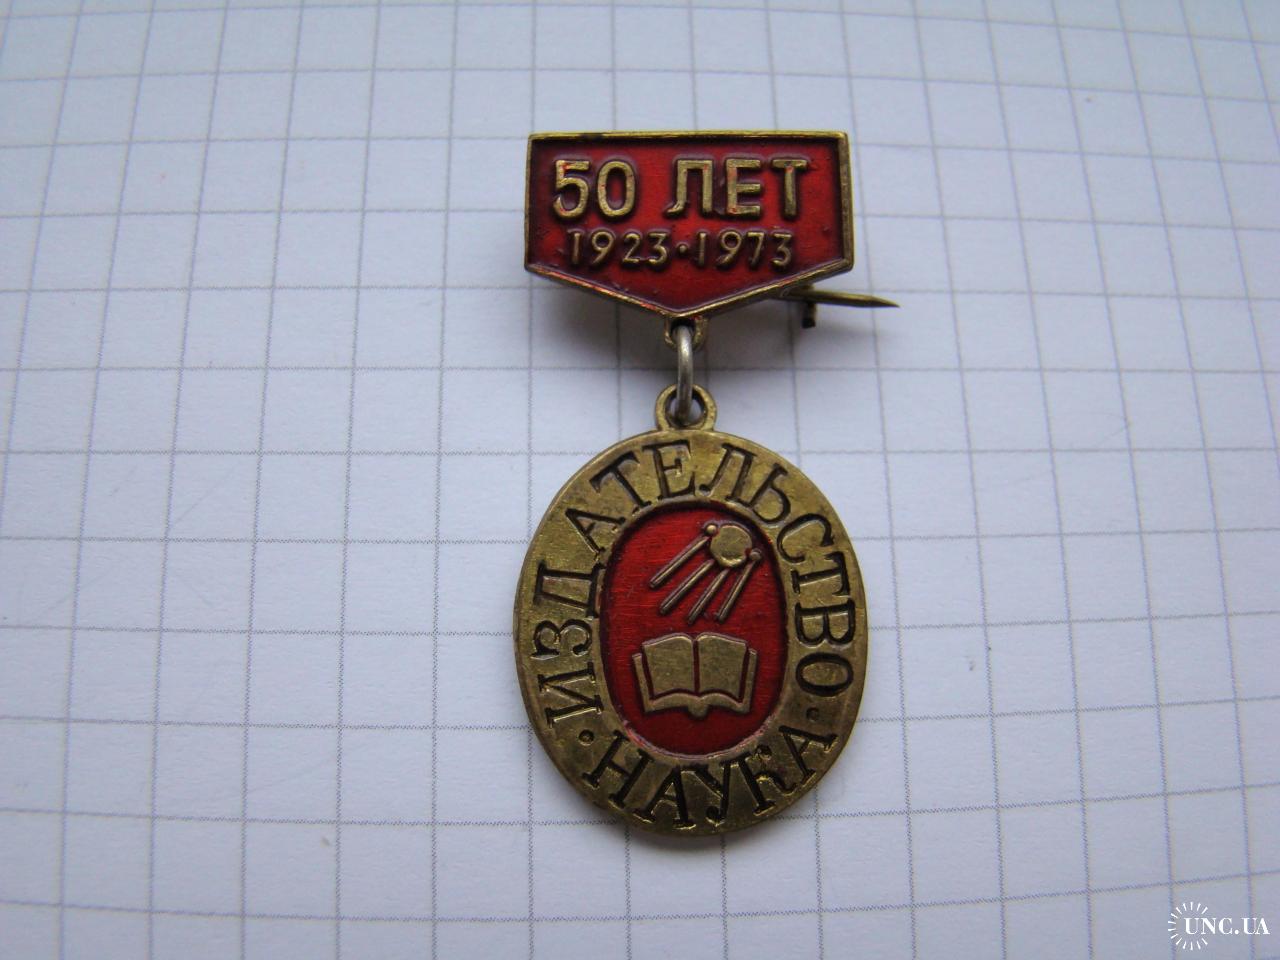 50 ЛЕТ
1923·1973
ИЗДАТЕЛЬСТВО
· НАУКА ·
UNC.UA